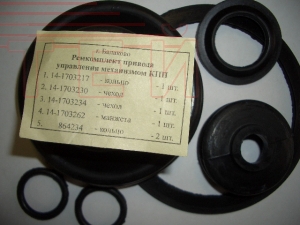 г. Балаково
Ремкомплект привода
управления механизмом КПП
1. 14-1703217 - кольцо - 1 шт.
2. 14-1703230 - чехол - 1 шт.
3. 14-1703234 - чехол - 1 шт.
4. 14-1703262 - манжета - 1 шт.
5. 864234 - кольцо - 2 шт.